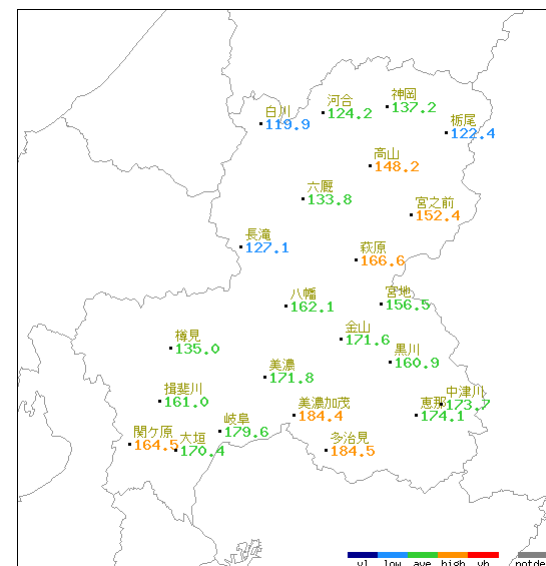 神岡
137.2
河合
124.2
白川
119.9
栃尾
122.4
高山
148.2
六厩
133.8
宮之前
152.4
長滝
127.1
萩原
166.6
八幡
162.1
宮地
156.5
金山
171.6
樽見
135.0
黒川
160.9
美濃
171.8
揖斐川
161.0
美濃加茂
184.4
中津川
173.7
恵那
174.1
岐阜
179.6
関ケ原
164.5
大垣
170.4
多治見
184.5
vl low ave high vh notde